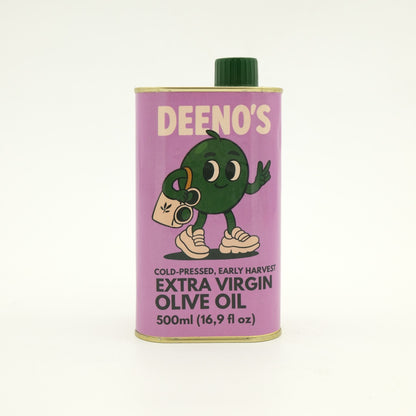 DEENO'S
COLD-PRESSED, EARLY HARVEST
EXTRA VIRGIN
OLIVE OIL
500ml (16,9 fl oz)